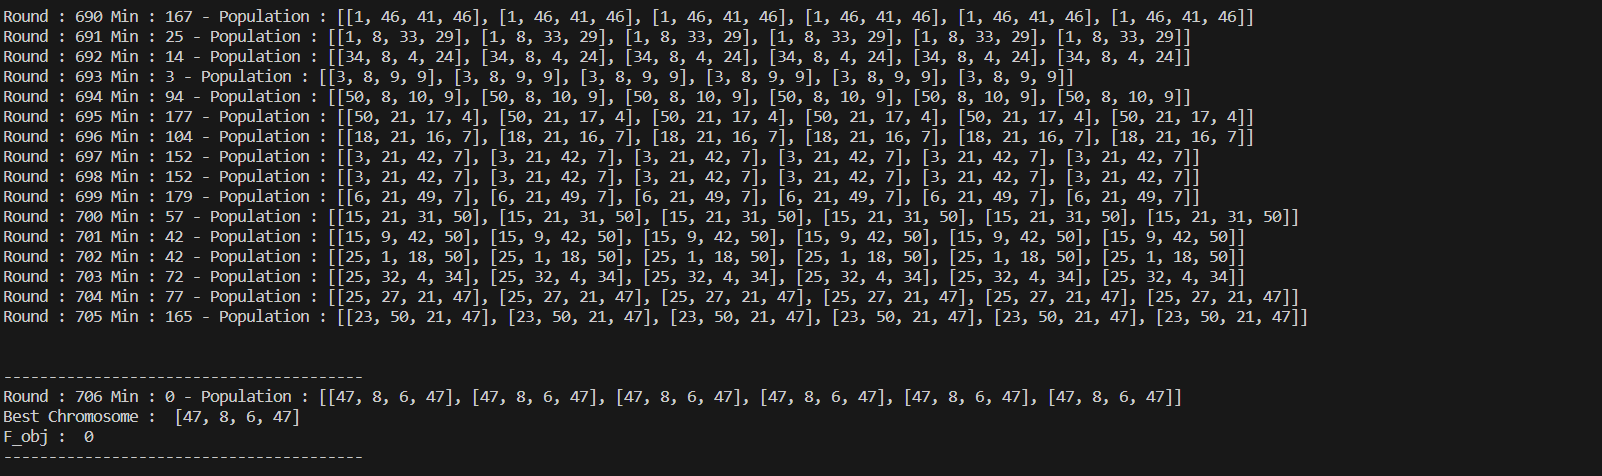 Round : 690 Min : 167 - Population : [[1, 46, 41, 46], [1, 46, 41, 46], [1, 46, 41, 46], [1, 46, 41, 46], [1, 46, 41, 46], [1, 46, 41, 46]]
Round : 691 Min : 25 - Population : [[1, 8, 33, 29], [1, 8, 33, 29], [1, 8, 33, 29], [1, 8, 33, 29], [1, 8, 33, 29], [1, 8, 33, 29]]
Round : 692 Min : 14 - Population : [[34, 8, 4, 24], [34, 8, 4, 24], [34, 8, 4, 24], [34, 8, 4, 24], [34, 8, 4, 24], [34, 8, 4, 24]]
Round : 693 Min : 3 - Population : [[3, 8, 9, 9], [3, 8, 9, 9], [3, 8, 9, 9], [3, 8, 9, 9], [3, 8, 9, 9], [3, 8, 9, 9]]
Round : 694 Min : 94 - Population : [[50, 8, 10, 9], [50, 8, 10, 9], [50, 8, 10, 9], [50, 8, 10, 9], [50, 8, 10, 9], [50, 8, 10, 9]]
Round : 695 Min : 177 - Population : [[50, 21, 17, 4], [50, 21, 17, 4], [50, 21, 17, 4], [50, 21, 17, 4], [50, 21, 17, 4], [50, 21, 17, 4]]
Round : 696 Min : 104 - Population : [[18, 21, 16, 7], [18, 21, 16, 7], [18, 21, 16, 7], [18, 21, 16, 7], [18, 21, 16, 7], [18, 21, 16, 7]]
Round : 697 Min : 152 - Population : [[3, 21, 42, 7], [3, 21, 42, 7], [3, 21, 42, 7], [3, 21, 42, 7], [3, 21, 42, 7], [3, 21, 42, 7]]
Round : 698 Min : 152 - Population : [[3, 21, 42, 7], [3, 21, 42, 7], [3, 21, 42, 7], [3, 21, 42, 7], [3, 21, 42, 7], [3, 21, 42, 7]]
Round : 699 Min : 179 - Population : [[6, 21, 49, 7], [6, 21, 49, 7], [6, 21, 49, 7], [6, 21, 49, 7], [6, 21, 49, 7], [6, 21, 49, 7]]
Round : 700 Min : 57 - Population : [[15, 21, 31, 50], [15, 21, 31, 50], [15, 21, 31, 50], [15, 21, 31, 50], [15, 21, 31, 50], [15, 21, 31, 50]]
Round : 701 Min : 42 - Population : [[15, 9, 42, 50], [15, 9, 42, 50], [15, 9, 42, 50], [15, 9, 42, 50], [15, 9, 42, 50], [15, 9, 42, 50]]
Round : 702 Min : 42 - Population : [[25, 1, 18, 50], [25, 1, 18, 50], [25, 1, 18, 50], [25, 1, 18, 50], [25, 1, 18, 50], [25, 1, 18, 50]]
Round : 703 Min : 72 - Population : [[25, 32, 4, 34], [25, 32, 4, 34], [25, 32, 4, 34], [25, 32, 4, 34], [25, 32, 4, 34], [25, 32, 4, 34]]
Round : 704 Min : 77 - Population : [[25, 27, 21, 47], [25, 27, 21, 47], [25, 27, 21, 47], [25, 27, 21, 47], [25, 27, 21, 47], [25, 27, 21, 47]]
Round : 705 Min : 165 - Population : [[23, 50, 21, 47], [23, 50, 21, 47], [23, 50, 21, 47], [23, 50, 21, 47], [23, 50, 21, 47], [23, 50, 21, 47]]
----------------------------------------
Round : 706 Min : 0 - Population : [[47, 8, 6, 47], [47, 8, 6, 47], [47, 8, 6, 47], [47, 8, 6, 47], [47, 8, 6, 47], [47, 8, 6, 47]]
Best Chromosome :  [47, 8, 6, 47]
F_obj :  0
----------------------------------------